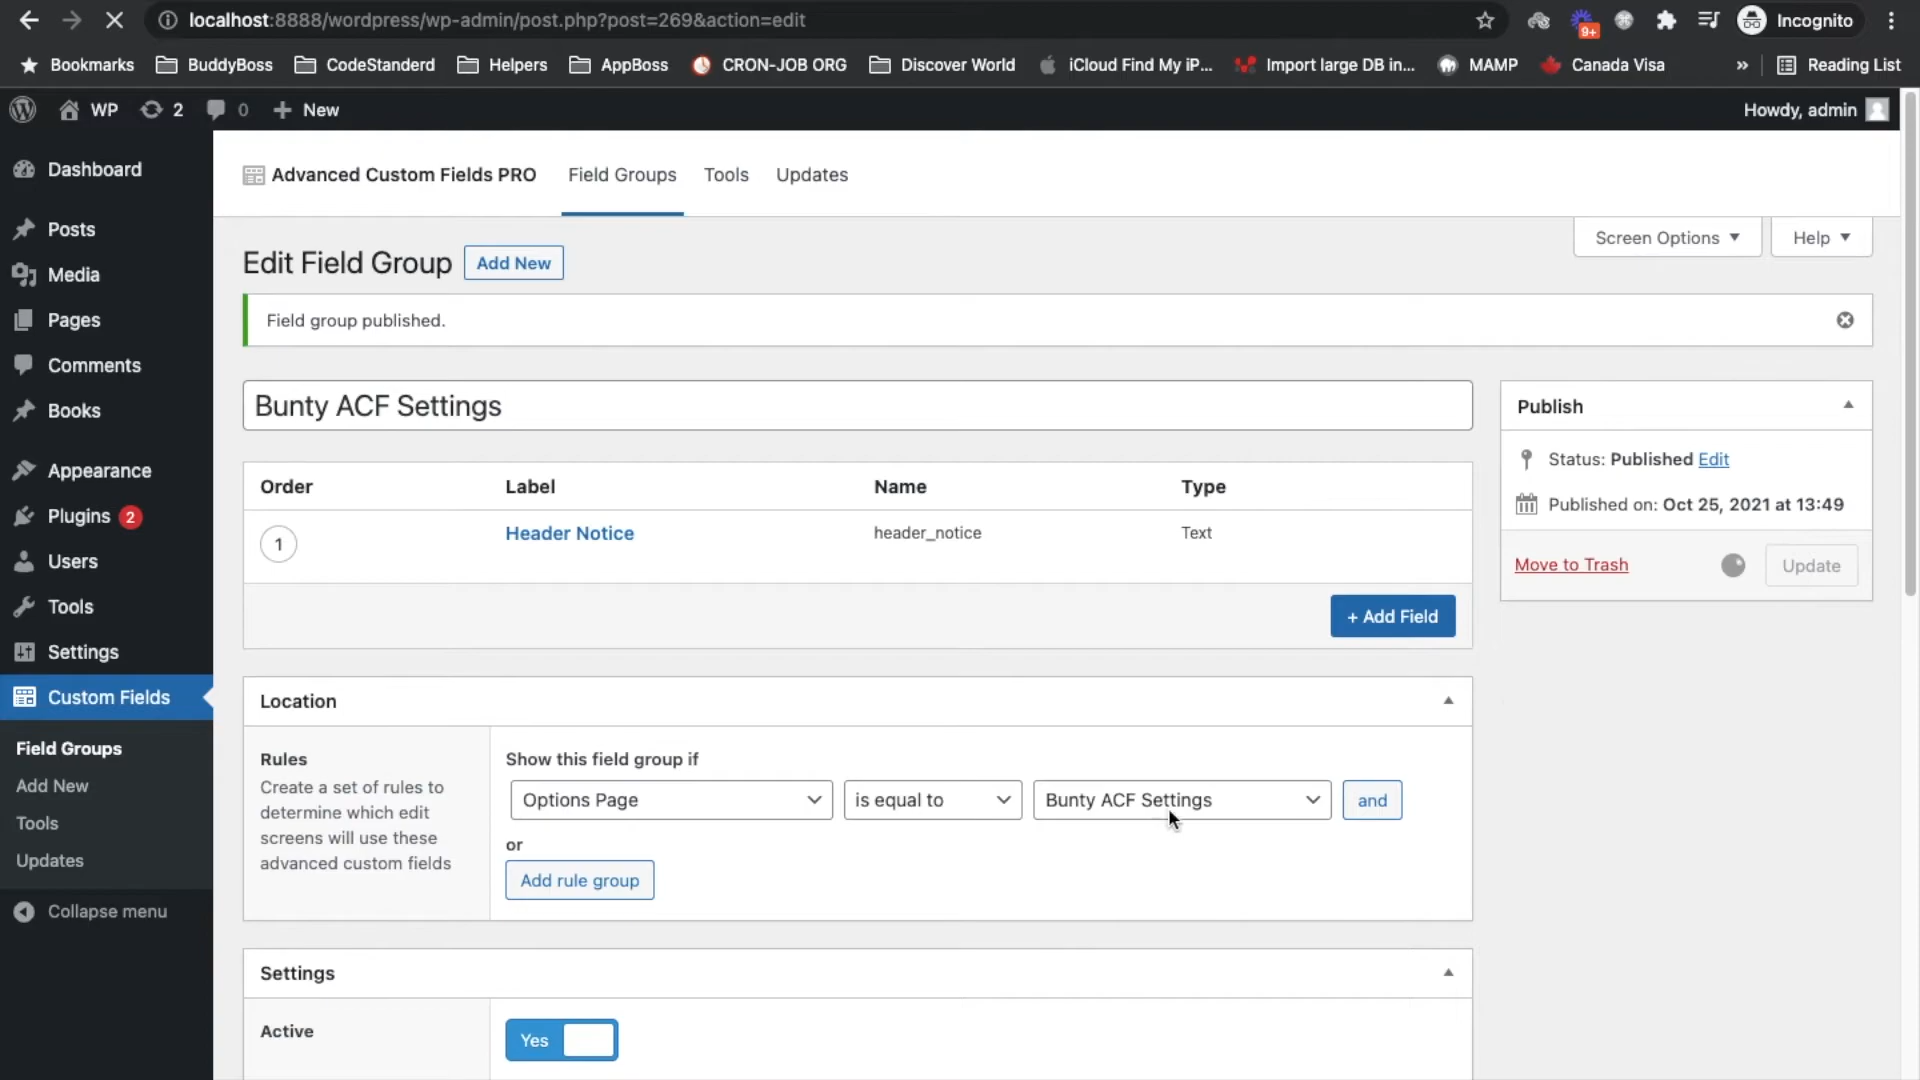 localhost:8888/wordpress/wp-admin/post.php?post=269&action=edit
9+
Incognito
Bookmarks BuddyBoss CodeStanderd Helpers AppBoss CRON-JOB ORG Discover World iCloud Find My iP... Import large DB in... MAMP Canada Visa » Reading List
WP 2 0 New Howdy, admin
Dashboard
Posts
Media
Pages
Comments
Books
Appearance
Plugins 2
Users
Tools
Settings
Custom Fields
Field Groups
Add New
Tools
Updates
Collapse menu
Advanced Custom Fields PRO Field Groups Tools Updates
Screen Options Help
Edit Field Group Add New
Field group published.
Bunty ACF Settings
Order Label Name Type
1 Header Notice header_notice Text
+ Add Field
Location
Rules
Create a set of rules to
determine which edit
screens will use these
advanced custom fields
Show this field group if
Options Page is equal to Bunty ACF Settings and
or
Add rule group
Settings
Active
Yes
Publish
Status: Published Edit
Published on: Oct 25, 2021 at 13:49
Move to Trash Update